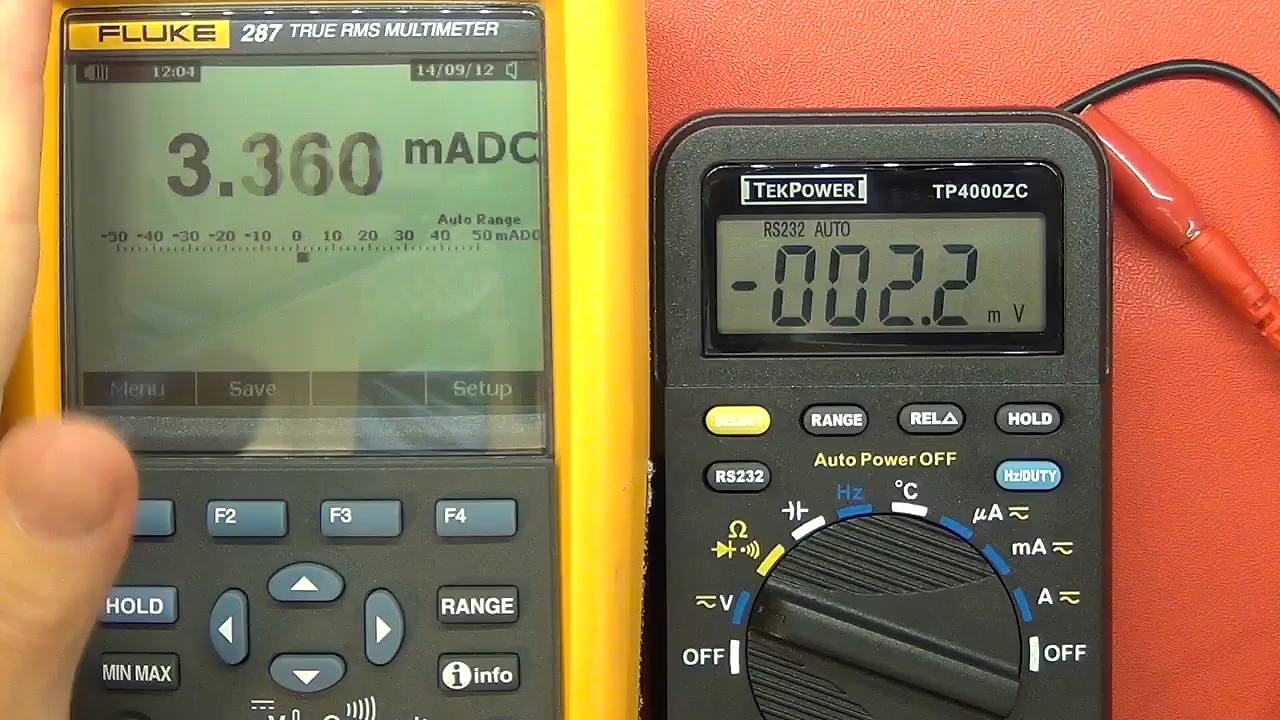 FLUKE 287 TRUE RMS MULTIMETER
12:04 14/09/12
3.360 mADC
Auto Range
-50 -40 -30 -20 -10 0 10 20 30 40 50 mADC
Menu Save Setup
F2 F3 F4
HOLD RANGE
MIN MAX info
TEKPOWER TP4000ZC
RS232 AUTO
-002.2 mV
SELECT RANGE REL△ HOLD
Auto Power OFF
RS232 Hz/DUTY
Hz °C
Ω µA
mA
V A
OFF OFF